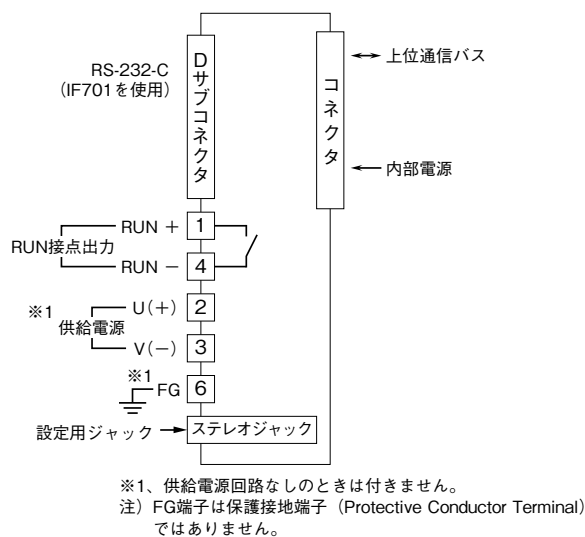 RS-232-C
(IF701を使用)
Dサブコネクタ
コネクタ
上位通信バス
内部電源
RUN接点出力
RUN +
1
RUN −
4
※1
供給電源
U(+)
2
V(−)
3
※1
FG
6
設定用ジャック
ステレオジャック
※1、供給電源回路なしのときは付きません。
注）FG端子は保護接地端子（Protective Conductor Terminal）
ではありません。